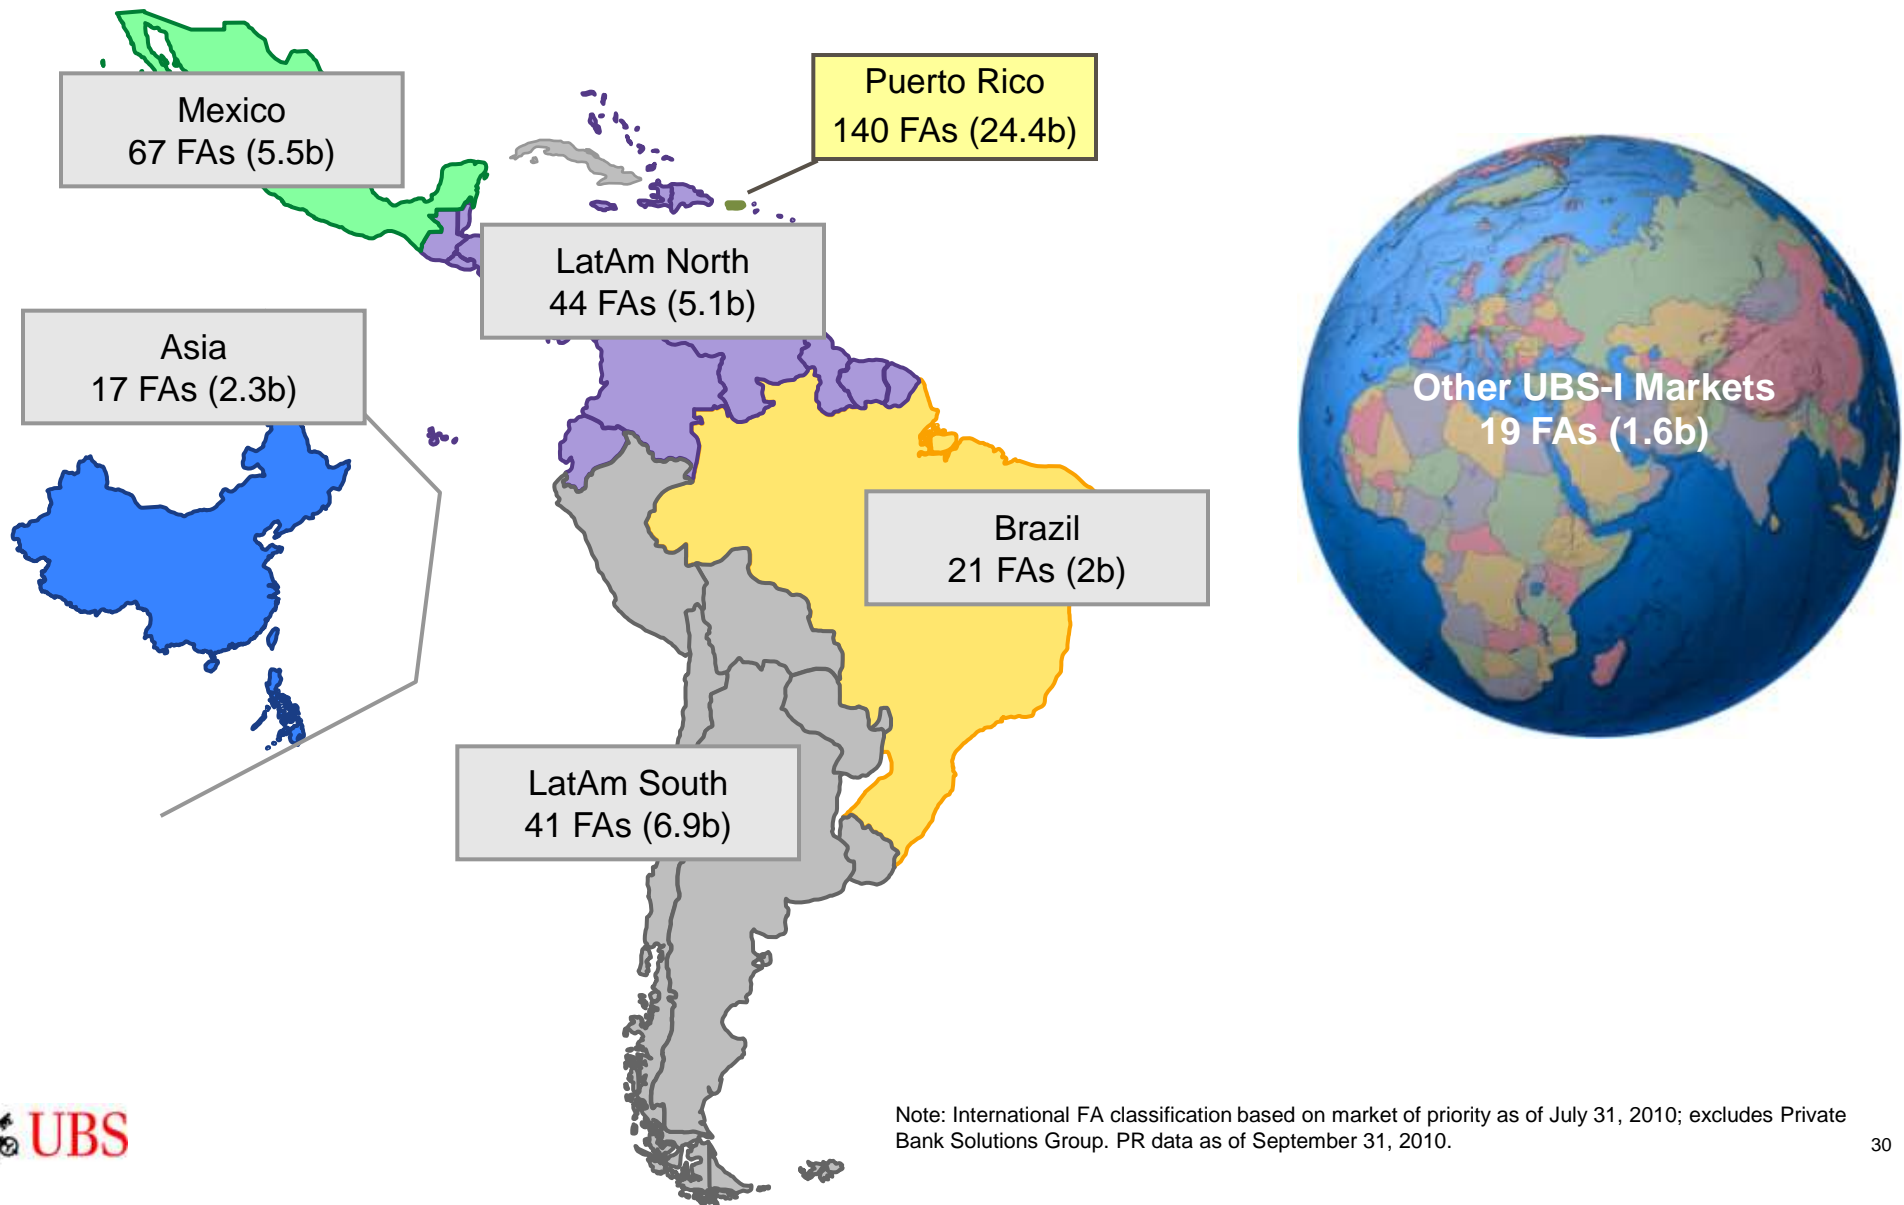 Puerto Rico
140 FAs (24.4b)
Mexico
67 FAs (5.5b)
LatAm North
44 FAs (5.1b)
Asia
17 FAs (2.3b)
Other UBS-I Markets
19 FAs (1.6b)
Brazil
21 FAs (2b)
LatAm South
41 FAs (6.9b)
UBS
Note: International FA classification based on market of priority as of July 31, 2010; excludes Private
Bank Solutions Group. PR data as of September 31, 2010.
30